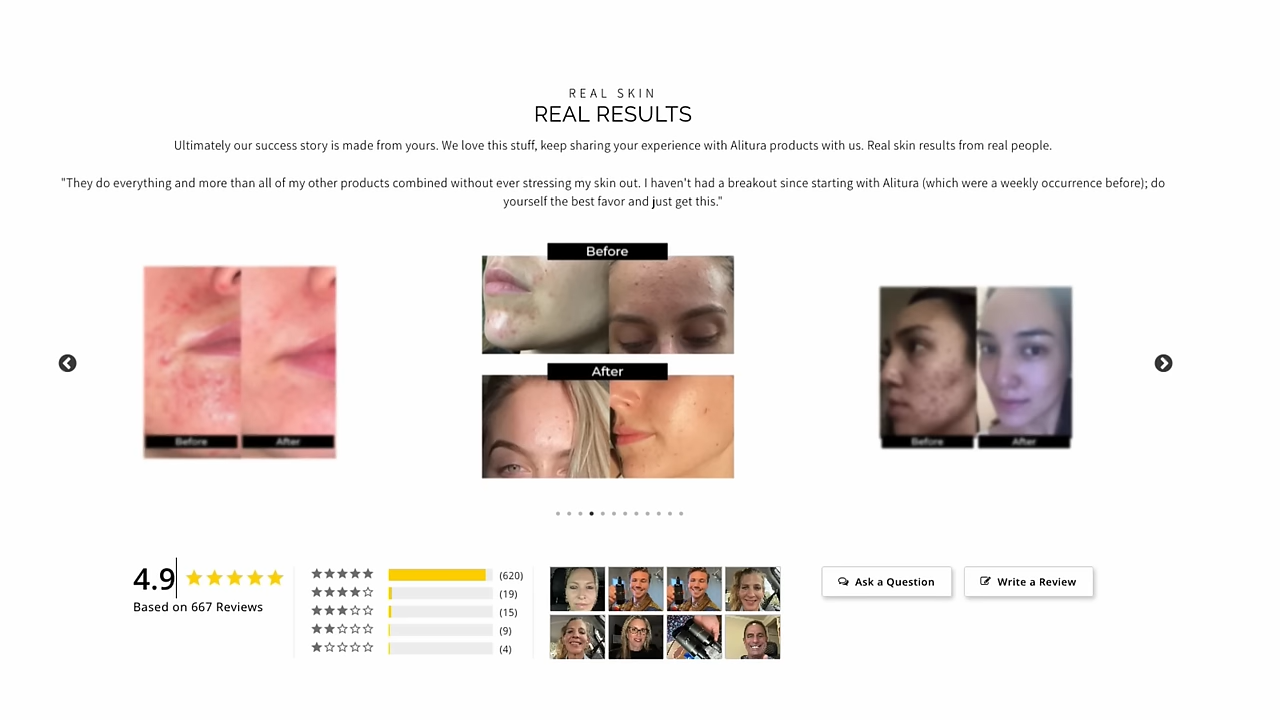 REAL SKIN
REAL RESULTS
Ultimately our success story is made from yours. We love this stuff, keep sharing your experience with Alitura products with us. Real skin results from real people.
"They do everything and more than all of my other products combined without ever stressing my skin out. I haven't had a breakout since starting with Alitura (which were a weekly occurrence before); do
yourself the best favor and just get this."
Before
After
Before
After
Before
After
4.9
Based on 667 Reviews
(620)
(19)
(15)
(9)
(4)
Ask a Question
Write a Review